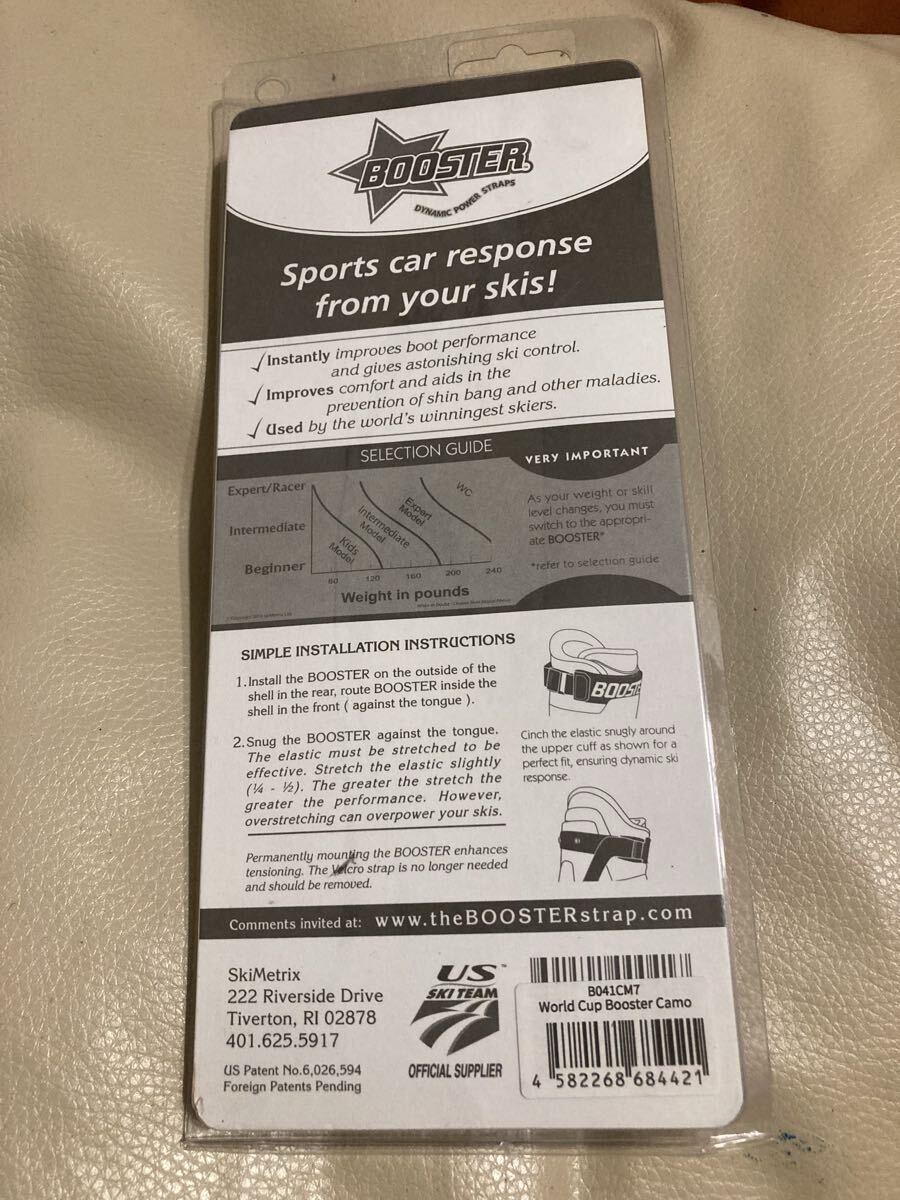 BOOSTER
DYNAMIC POWER STRAPS
Sports car response
from your skis!
√ Instantly improves boot performance
and gives astonishing ski control.
√ Improves comfort and aids in the
prevention of shin bang and other maladies.
√ Used by the world's winningest skiers.
SELECTION GUIDE
VERY IMPORTANT
Expert/Racer
Intermediate
Beginner
Kids
Model
Intermediate
Model
Expert
Model
WC
60 120 160 200 240
Weight in pounds
As your weight or skill
level changes, you must
switch to the appropri-
ate BOOSTER*
*refer to selection guide
SIMPLE INSTALLATION INSTRUCTIONS
1.Install the BOOSTER on the outside of the
shell in the rear, route BOOSTER inside the
shell in the front ( against the tongue ).
2.Snug the BOOSTER against the tongue.
The elastic must be stretched to be
effective. Stretch the elastic slightly
(¼ - ½). The greater the stretch the
greater the performance. However,
overstretching can overpower your skis.
Permanently mounting the BOOSTER enhances
tensioning. The Velcro strap is no longer needed
and should be removed.
BOOSTE
Cinch the elastic snugly around
the upper cuff as shown for a
perfect fit, ensuring dynamic ski
response.
Comments invited at: www.theBOOSTERstrap.com
SkiMetrix
222 Riverside Drive
Tiverton, RI 02878
401.625.5917
US Patent No.6,026,594
Foreign Patents Pending
US ™
SKI TEAM
OFFICIAL SUPPLIER
B041CM7
World Cup Booster Camo
4 582268 684421